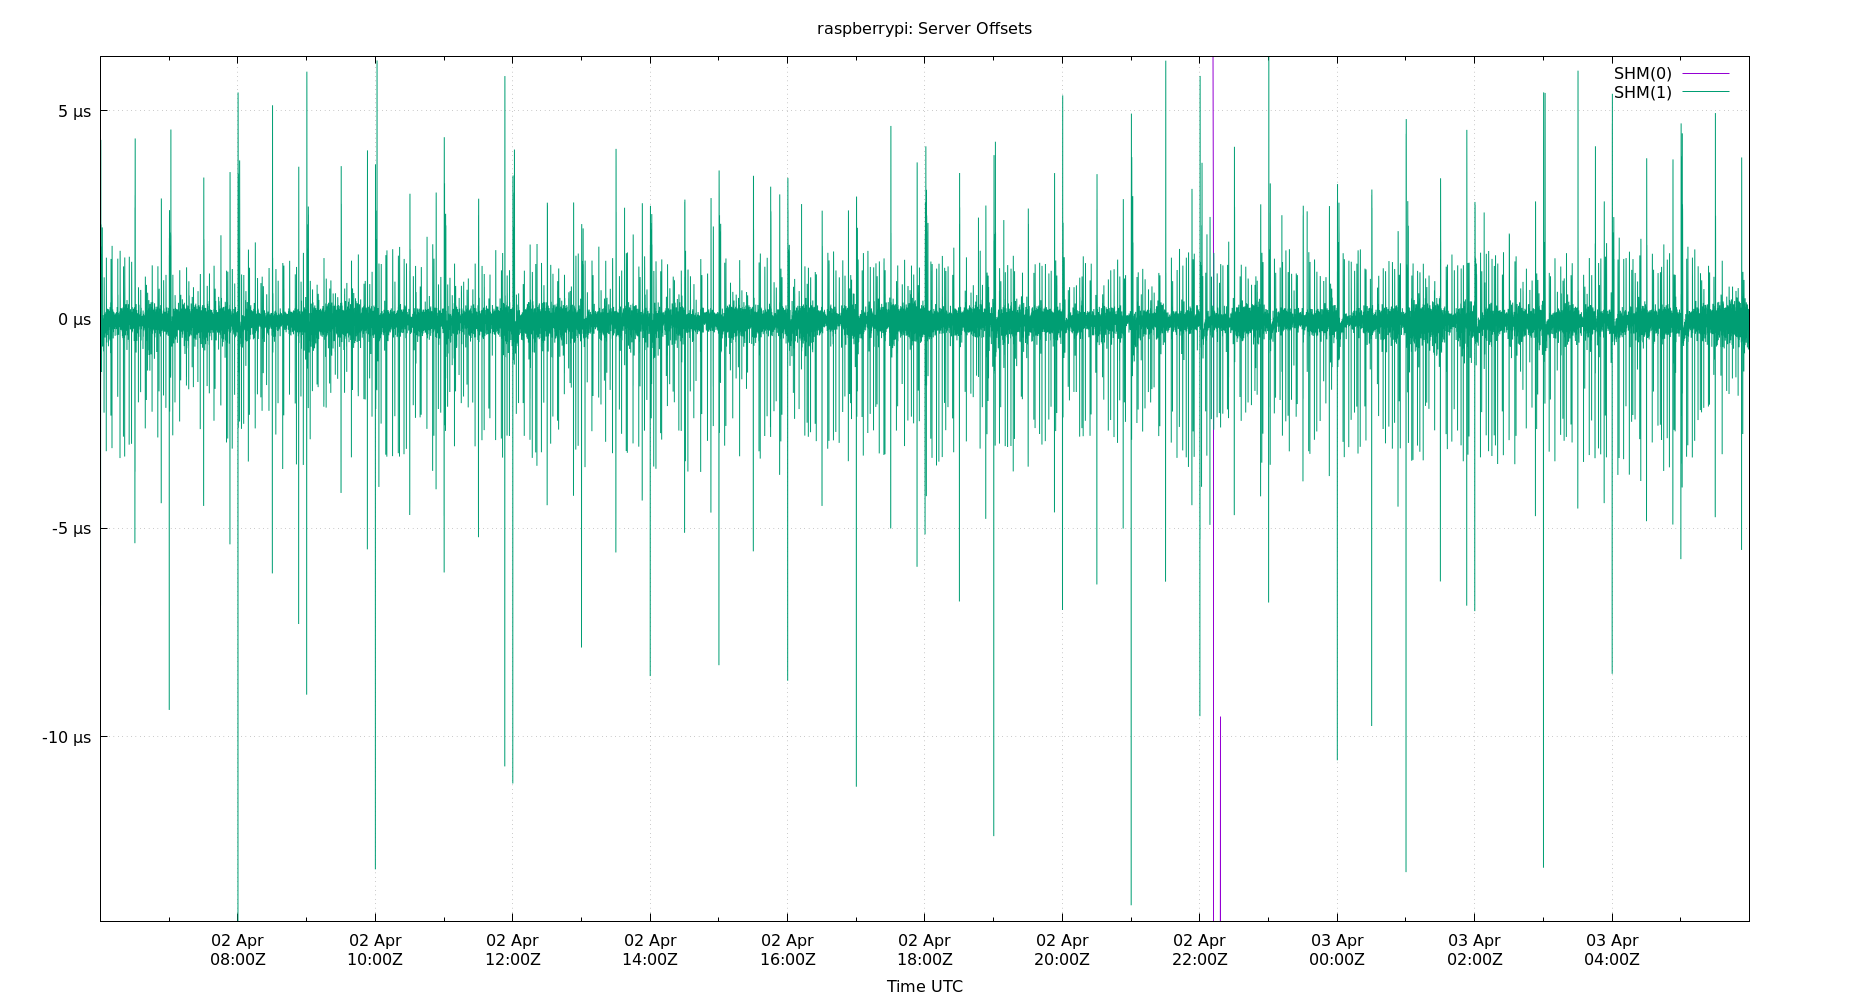 raspberrypi: Server Offsets
SHM(0)
SHM(1)
5 µs
0 µs
-5 µs
-10 µs
02 Apr 02 Apr 02 Apr 02 Apr 02 Apr 02 Apr 02 Apr 02 Apr 03 Apr 03 Apr 03 Apr
08:00Z 10:00Z 12:00Z 14:00Z 16:00Z 18:00Z 20:00Z 22:00Z 00:00Z 02:00Z 04:00Z
Time UTC